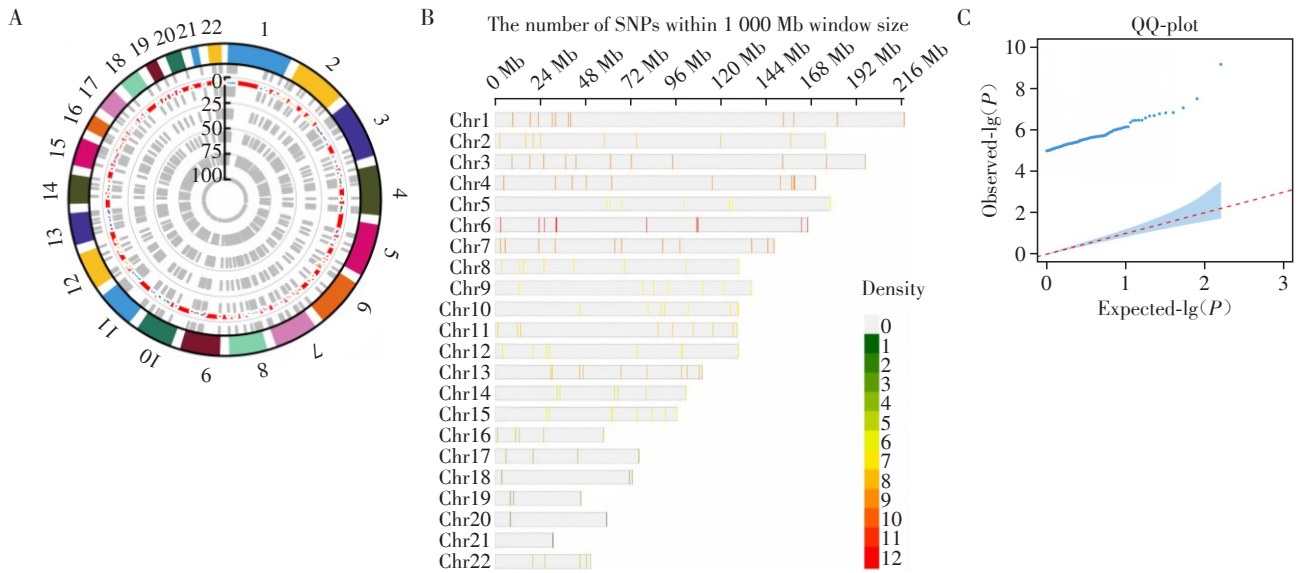 A
1
2
3
4
5
6
7
8
9
10
11
12
13
14
15
16
17
18
19
20
21
22
0
25
50
75
100
B
The number of SNPs within 1 000 Mb window size
0 Mb
24 Mb
48 Mb
72 Mb
96 Mb
120 Mb
144 Mb
168 Mb
192 Mb
216 Mb
Chr1
Chr2
Chr3
Chr4
Chr5
Chr6
Chr7
Chr8
Chr9
Chr10
Chr11
Chr12
Chr13
Chr14
Chr15
Chr16
Chr17
Chr18
Chr19
Chr20
Chr21
Chr22
Density
0
1
2
3
4
5
6
7
8
9
10
11
12
C
QQ-plot
Observed-lg(P)
10
8
6
4
2
0
0
1
2
3
Expected-lg(P)